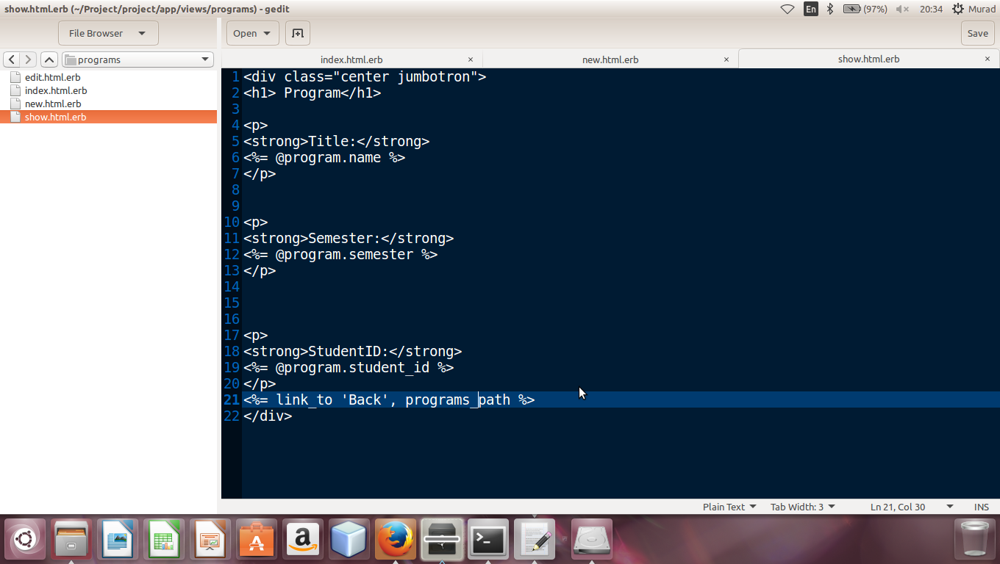 show.html.erb (~/Project/project/app/views/programs) - gedit
En
(97%)
20:34
Murad
File Browser
Open
Save
programs
index.html.erb ×
new.html.erb ×
show.html.erb ×
edit.html.erb
index.html.erb
new.html.erb
show.html.erb
1 <div class="center jumbotron">
2 <h1> Program</h1>
3
4 <p>
5 <strong>Title:</strong>
6 <%= @program.name %>
7 </p>
8
9
10 <p>
11 <strong>Semester:</strong>
12 <%= @program.semester %>
13 </p>
14
15
16
17 <p>
18 <strong>StudentID:</strong>
19 <%= @program.student_id %>
20 </p>
21 <%= link_to 'Back', programs_path %>
22 </div>
Plain Text
Tab Width: 3
Ln 21, Col 30
INS
A
a
>_